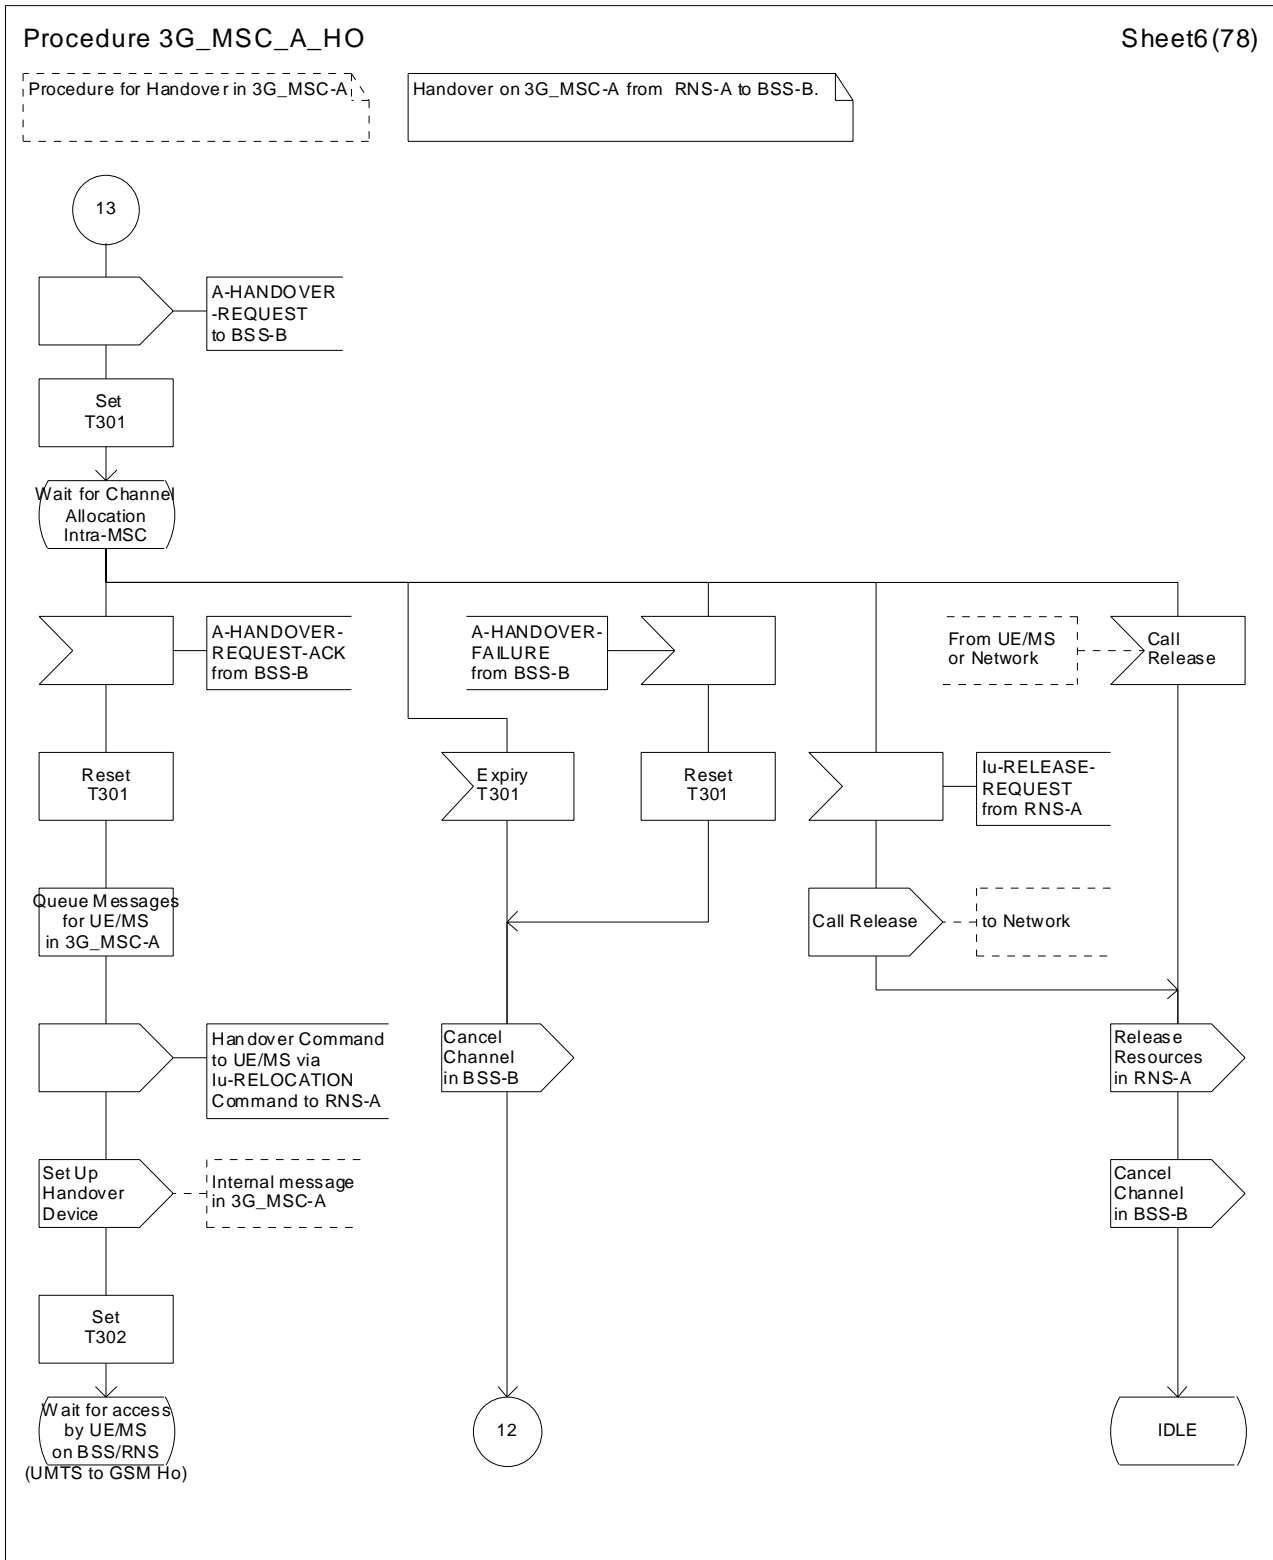 Procedure 3G_MSC_A_HO
Sheet6(78)
Procedure for Handover in 3G_MSC-A
Handover on 3G_MSC-A from RNS-A to BSS-B.
13
A-HANDOVER
-REQUEST
to BSS-B
Set
T301
Wait for Channel
Allocation
Intra-MSC
A-HANDOVER-
REQUEST-ACK
from BSS-B
A-HANDOVER-
FAILURE
from BSS-B
From UE/MS
or Network
Call
Release
Reset
T301
Expiry
T301
Reset
T301
Iu-RELEASE-
REQUEST
from RNS-A
Queue Messages
for UE/MS
in 3G_MSC-A
Call Release
to Network
Handover Command
to UE/MS via
Iu-RELOCATION
Command to RNS-A
Cancel
Channel
in BSS-B
Release
Resources
in RNS-A
Set Up
Handover
Device
Internal message
in 3G_MSC-A
Cancel
Channel
in BSS-B
Set
T302
Wait for access
by UE/MS
on BSS/RNS
(UMTS to GSM Ho)
12
IDLE